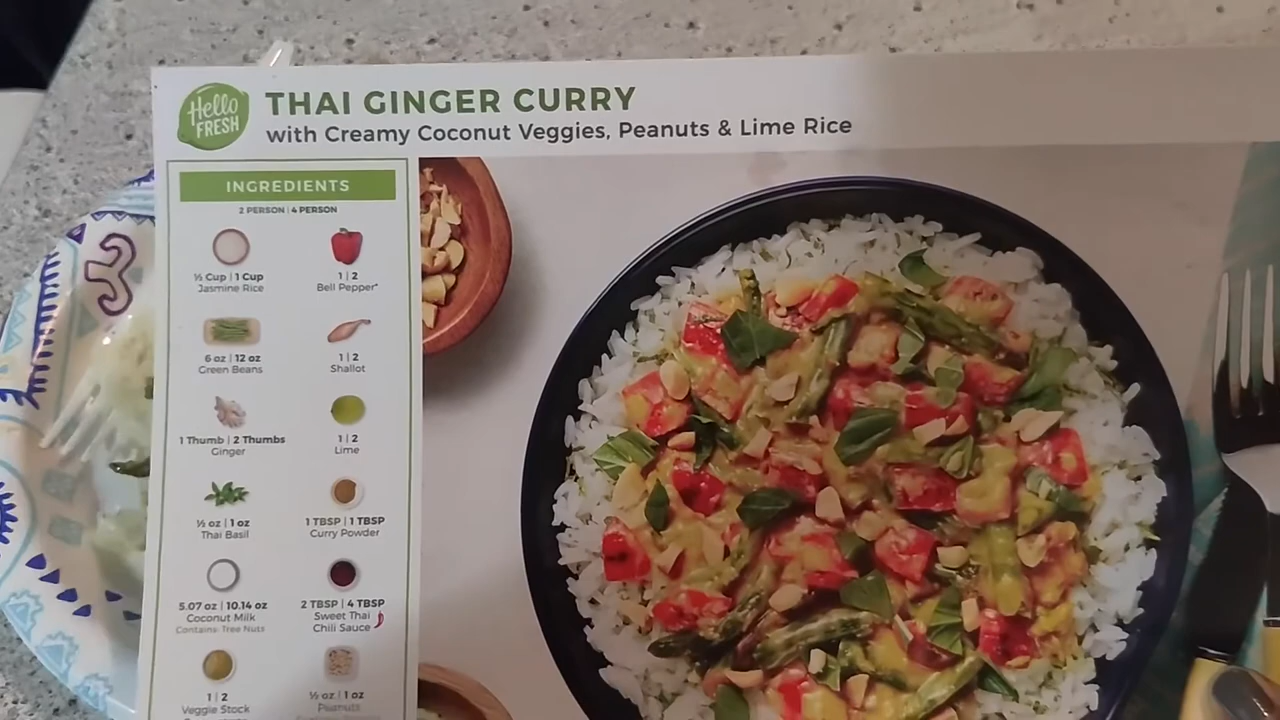 Hello
FRESH
THAI GINGER CURRY
with Creamy Coconut Veggies, Peanuts & Lime Rice
INGREDIENTS
2 PERSON | 4 PERSON
½ Cup | 1 Cup
Jasmine Rice
1 | 2
Bell Pepper*
6 oz | 12 oz
Green Beans
1 | 2
Shallot
1 Thumb | 2 Thumbs
Ginger
1 | 2
Lime
½ oz | 1 oz
Thai Basil
1 TBSP | 1 TBSP
Curry Powder
5.07 oz | 10.14 oz
Coconut Milk
Contains: Tree Nuts
2 TBSP | 4 TBSP
Sweet Thai
Chili Sauce
1 | 2
Veggie Stock
½ oz | 1 oz
Peanuts